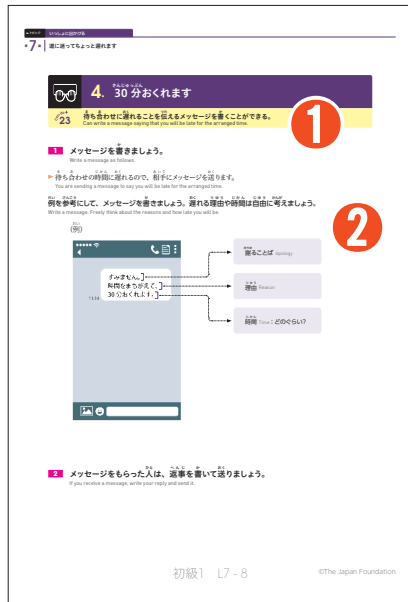 いっしょに出かける
7 道に迷ってちょっと遅れます
4. 30分おくれます
23 待ち合わせに遅れることを伝えるメッセージを書くことができる。
Can write a message saying that you will be late for the arranged time.
1
1 メッセージを書きましょう。
Write a message as follows.
► 待ち合わせの時間に遅れるので、相手にメッセージを送ります。
You are sending a message to say you will be late for the arranged time.
例を参考にして、メッセージを書きましょう。遅れる理由や時間は自由に考えましょう。
Write a message. Freely think about the reasons and how late you will be.
2
(例)
すみません。
時間をまちがえて、
30分おくれます。
謝ることば Apology
理由 Reason
時間 Time : どのぐらい?
2 メッセージをもらった人は、返事を書いて送りましょう。
If you receive a message, write your reply and send it.
初級1 L7 - 8
©The Japan Foundation